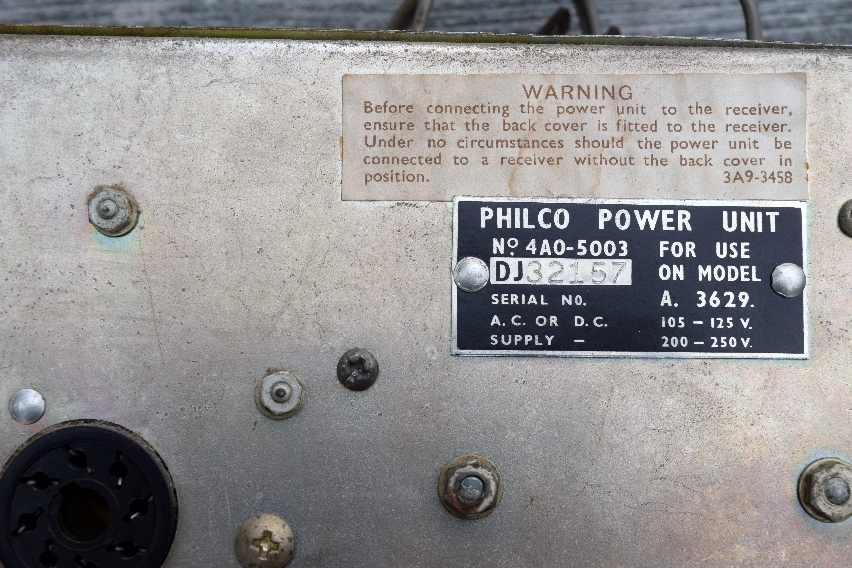 WARNING
Before connecting the power unit to the receiver,
ensure that the back cover is fitted to the receiver.
Under no circumstances should the power unit be
connected to a receiver without the back cover in
position. 3A9-3458
PHILCO POWER UNIT
Nº. 4A0-5003 FOR USE
DJ32157 ON MODEL
SERIAL NO. A. 3629.
A.C. OR D.C. 105 – 125 V.
SUPPLY – 200 – 250 V.